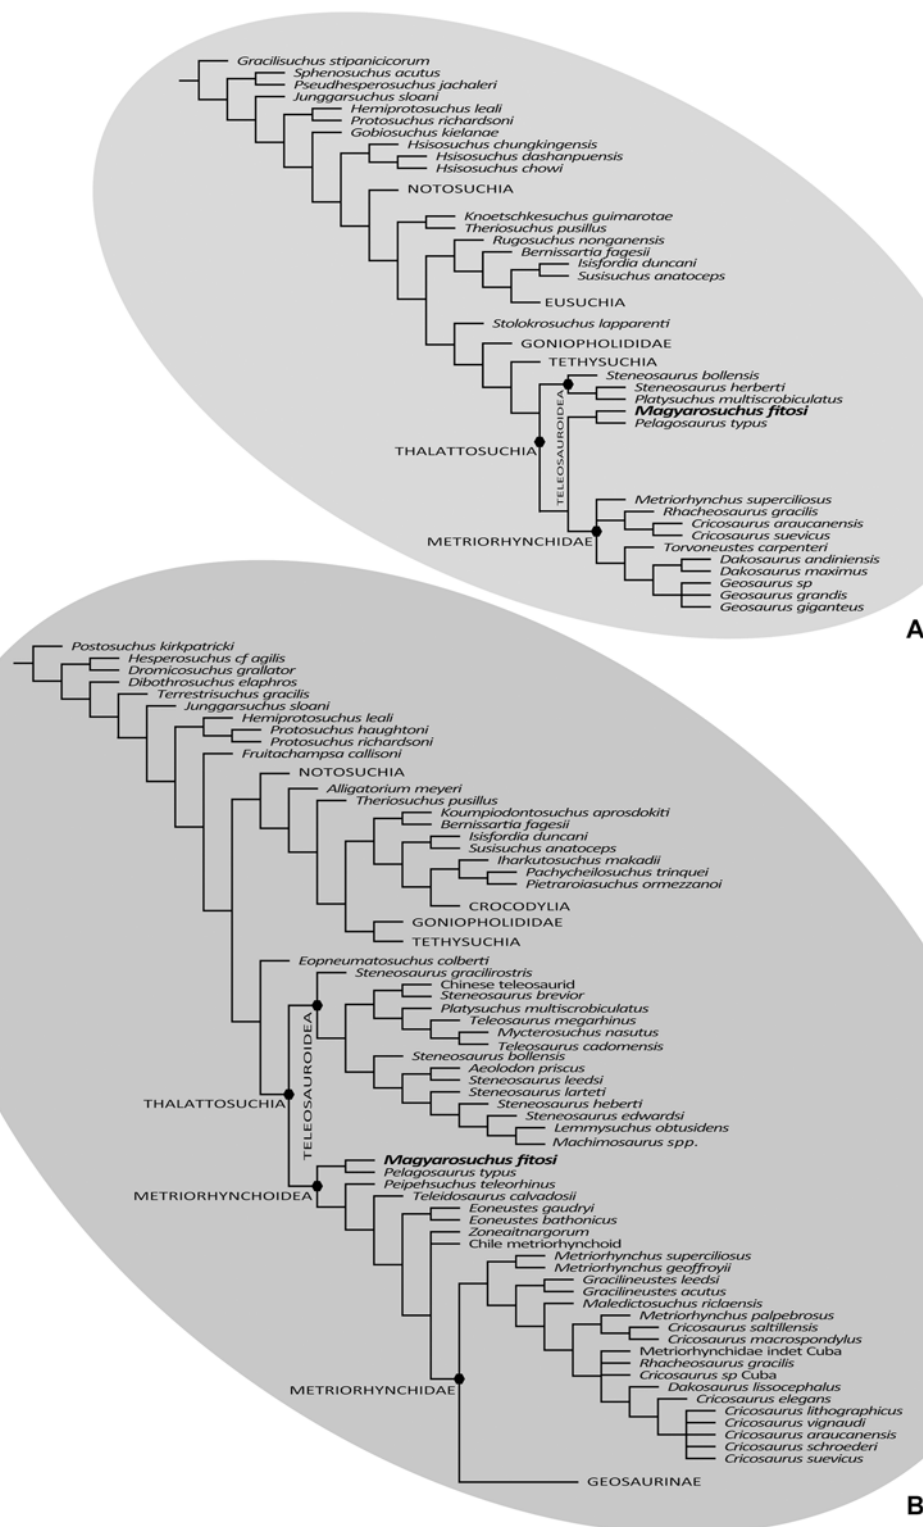 Gracilisuchus stipanicicorum
Sphenosuchus acutus
Pseudhesperosuchus jachaleri
Junggarsuchus sloani
Hemiprotosuchus leali
Protosuchus richardsoni
Gobiosuchus kielanae
Hsisosuchus chungkingensis
Hsisosuchus dashanpuensis
Hsisosuchus chowi
NOTOSUCHIA
Knoetschkesuchus guimarotae
Theriosuchus pusillus
Rugosuchus nonganensis
Bernissartia fagesii
Isisfordia duncani
Susisuchus anatoceps
EUSUCHIA
Stolokrosuchus lapparenti
GONIOPHOLIDIDAE
TETHYSUCHIA
Steneosaurus bollensis
Steneosaurus herberti
Platysuchus multiscrobiculatus
Magyarosuchus fitosi
Pelagosaurus typus
TELEOSAUROIDEA
THALATTOSUCHIA
Metriorhynchus superciliosus
Rhacheosaurus gracilis
Cricosaurus araucanensis
Cricosaurus suevicus
METRIORHYNCHIDAE
Torvoneustes carpenteri
Dakosaurus andiniensis
Dakosaurus maximus
Geosaurus sp
Geosaurus grandis
Geosaurus giganteus
A
Postosuchus kirkpatricki
Hesperosuchus cf agilis
Dromicosuchus grallator
Dibothrosuchus elaphros
Terrestrisuchus gracilis
Junggarsuchus sloani
Hemiprotosuchus leali
Protosuchus haughtoni
Protosuchus richardsoni
Fruitachampsa callisoni
NOTOSUCHIA
Alligatorium meyeri
Theriosuchus pusillus
Koumpiodontosuchus aprosdokiti
Bernissartia fagesii
Isisfordia duncani
Susisuchus anatoceps
Iharkutosuchus makadii
Pachycheilosuchus trinquei
Pietraroiasuchus ormezzanoi
CROCODYLIA
GONIOPHOLIDIDAE
TETHYSUCHIA
Eopneumatosuchus colberti
Steneosaurus gracilirostris
Chinese teleosaurid
Steneosaurus brevior
Platysuchus multiscrobiculatus
Teleosaurus megarhinus
Mycterosuchus nasutus
Teleosaurus cadomensis
Steneosaurus bollensis
Aeolodon priscus
Steneosaurus leedsi
Steneosaurus larteti
Steneosaurus heberti
Steneosaurus edwardsi
Lemmysuchus obtusidens
Machimosaurus spp.
TELEOSAUROIDEA
THALATTOSUCHIA
Magyarosuchus fitosi
Pelagosaurus typus
Peipehsuchus teleorhinus
METRIORHYNCHOIDEA
Teleidosaurus calvadosii
Eoneustes gaudryi
Eoneustes bathonicus
Zoneaitnargorum
Chile metriorhynchoid
Metriorhynchus superciliosus
Metriorhynchus geoffroyii
Gracilineustes leedsi
Gracilineustes acutus
Maledictosuchus riclaensis
Metriorhynchus palpebrosus
Cricosaurus saltillensis
Cricosaurus macrospondylus
Metriorhynchidae indet Cuba
Rhacheosaurus gracilis
Cricosaurus sp Cuba
METRIORHYNCHIDAE
Dakosaurus lissocephalus
Cricosaurus elegans
Cricosaurus lithographicus
Cricosaurus vignaudi
Cricosaurus araucanensis
Cricosaurus schroederi
Cricosaurus suevicus
GEOSAURINAE
B